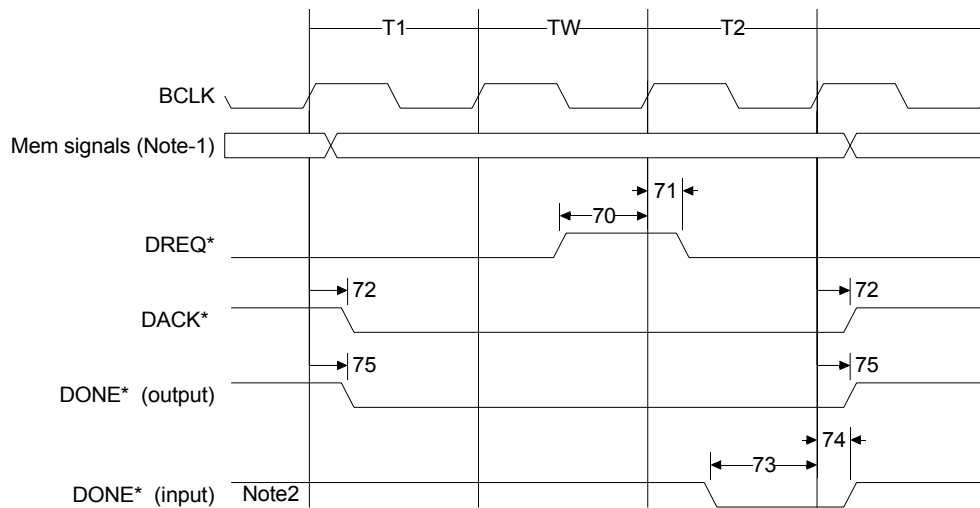 T1 TW T2
BCLK
Mem signals (Note-1)
71
70
DREQ*
72 72
DACK*
75 75
DONE* (output)
74
73
DONE* (input) Note2